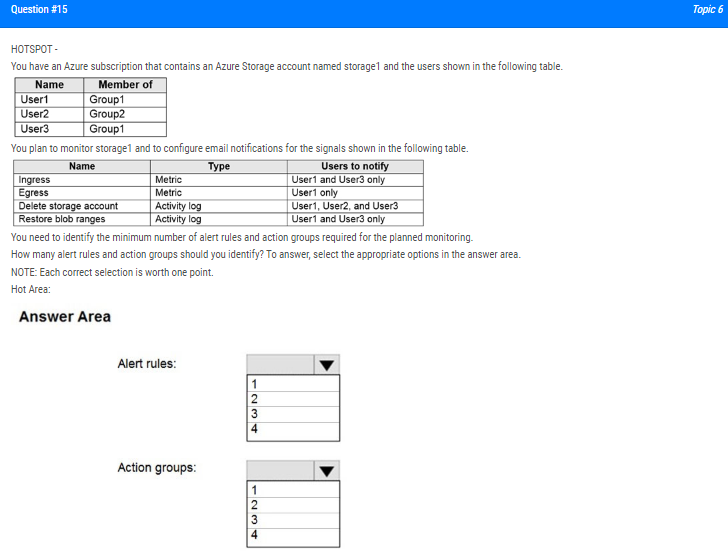 Question #15 Topic 6
HOTSPOT -
You have an Azure subscription that contains an Azure Storage account named storage1 and the users shown in the following table.
Name Member of
User1 Group1
User2 Group2
User3 Group1
You plan to monitor storage1 and to configure email notifications for the signals shown in the following table.
Name Type Users to notify
Ingress Metric User1 and User3 only
Egress Metric User1 only
Delete storage account Activity log User1, User2, and User3
Restore blob ranges Activity log User1 and User3 only
You need to identify the minimum number of alert rules and action groups required for the planned monitoring.
How many alert rules and action groups should you identify? To answer, select the appropriate options in the answer area.
NOTE: Each correct selection is worth one point.
Hot Area:
Answer Area
Alert rules:
1
2
3
4
Action groups:
1
2
3
4